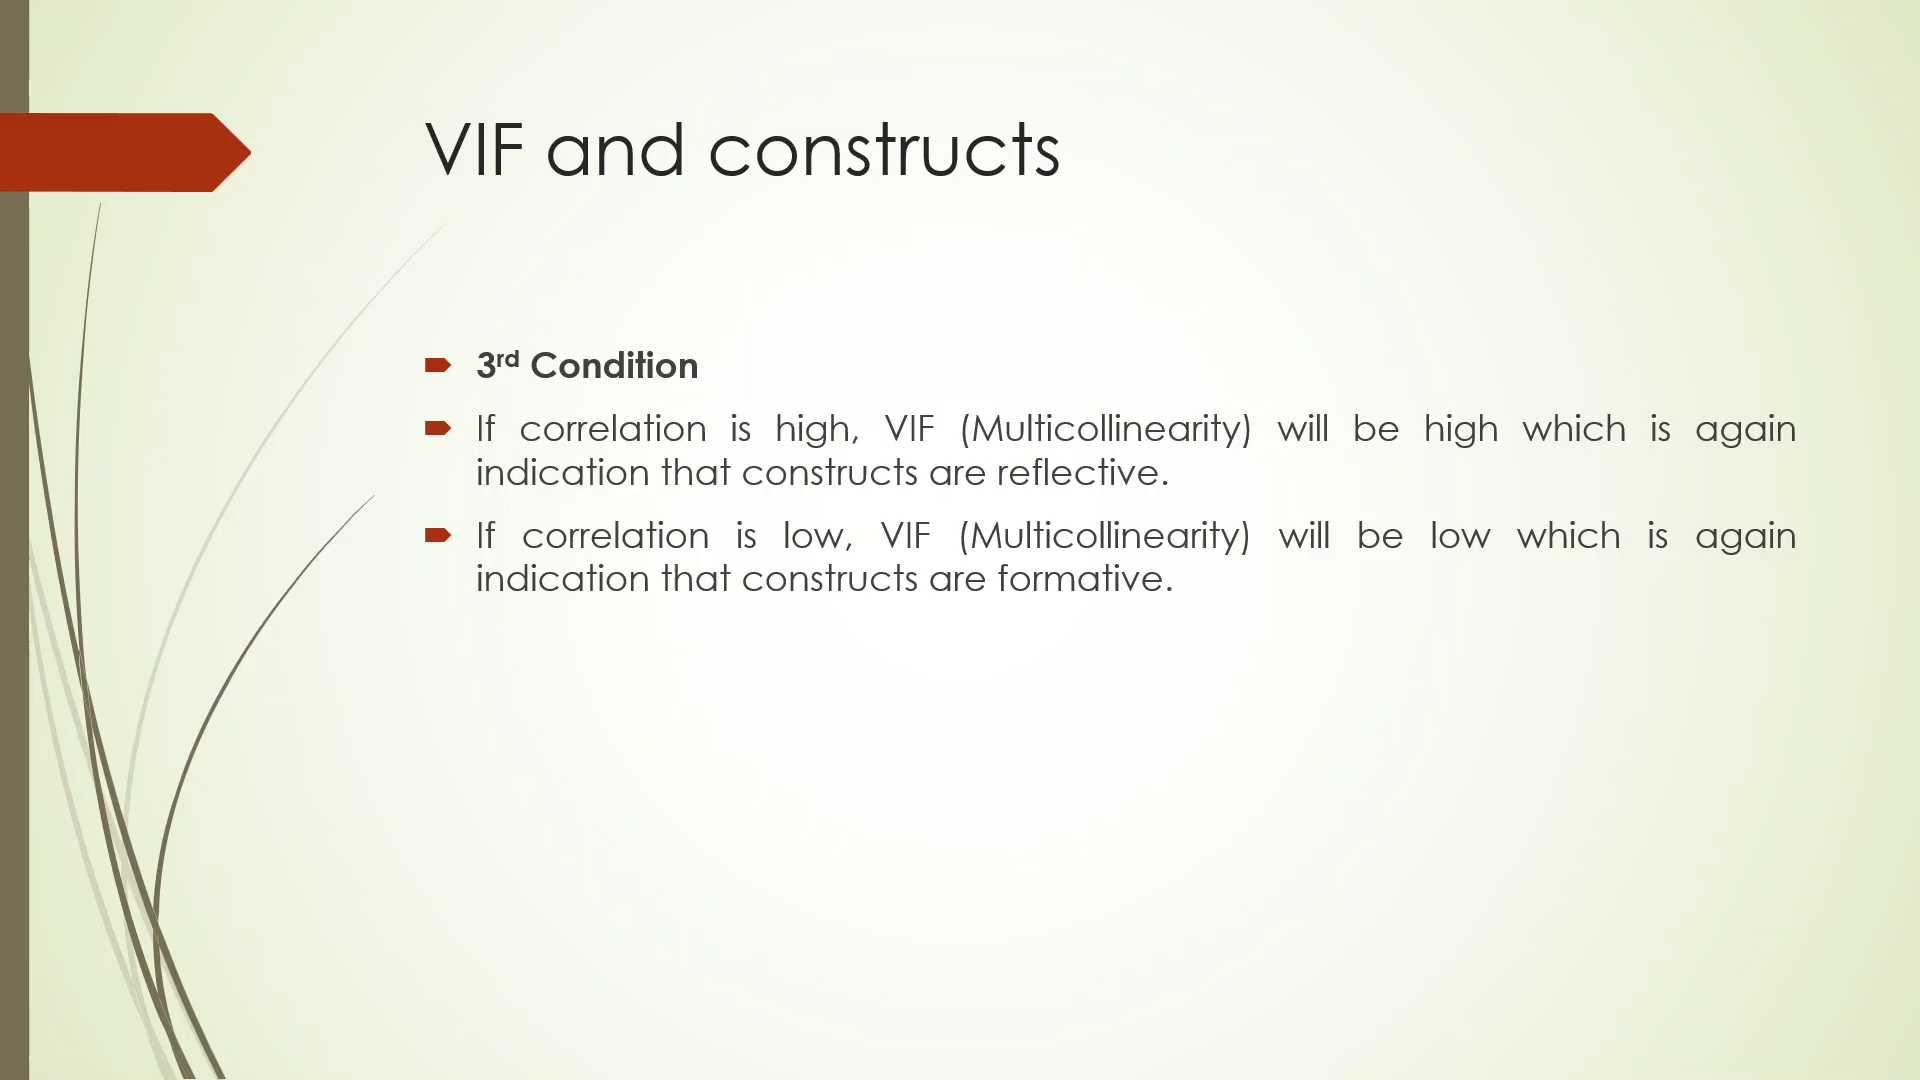 VIF and constructs
3rd Condition
If correlation is high, VIF (Multicollinearity) will be high which is again
indication that constructs are reflective.
If correlation is low, VIF (Multicollinearity) will be low which is again
indication that constructs are formative.